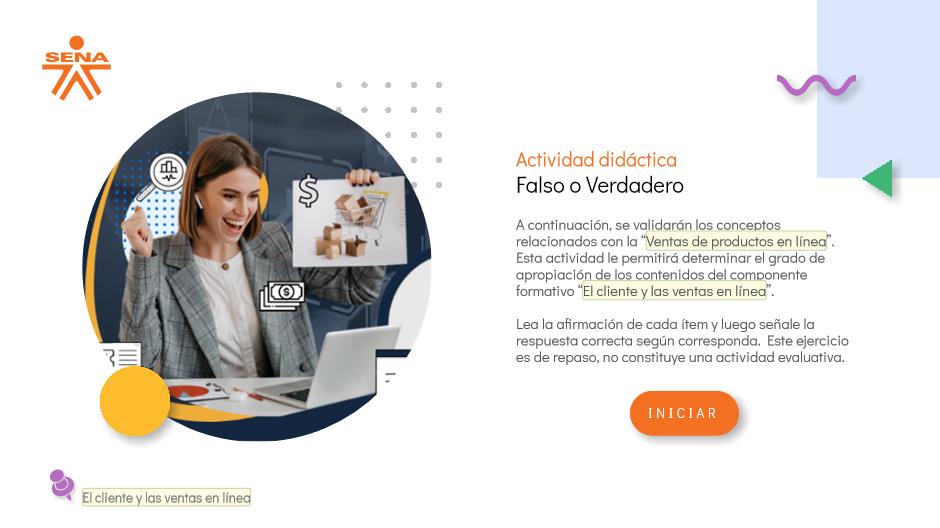 SENA
Actividad didáctica
Falso o Verdadero
A continuación, se validarán los conceptos
relacionados con la “Ventas de productos en línea”.
Esta actividad le permitirá determinar el grado de
apropiación de los contenidos del componente
formativo “El cliente y las ventas en línea”.
Lea la afirmación de cada ítem y luego señale la
respuesta correcta según corresponda. Este ejercicio
es de repaso, no constituye una actividad evaluativa.
INICIAR
El cliente y las ventas en línea